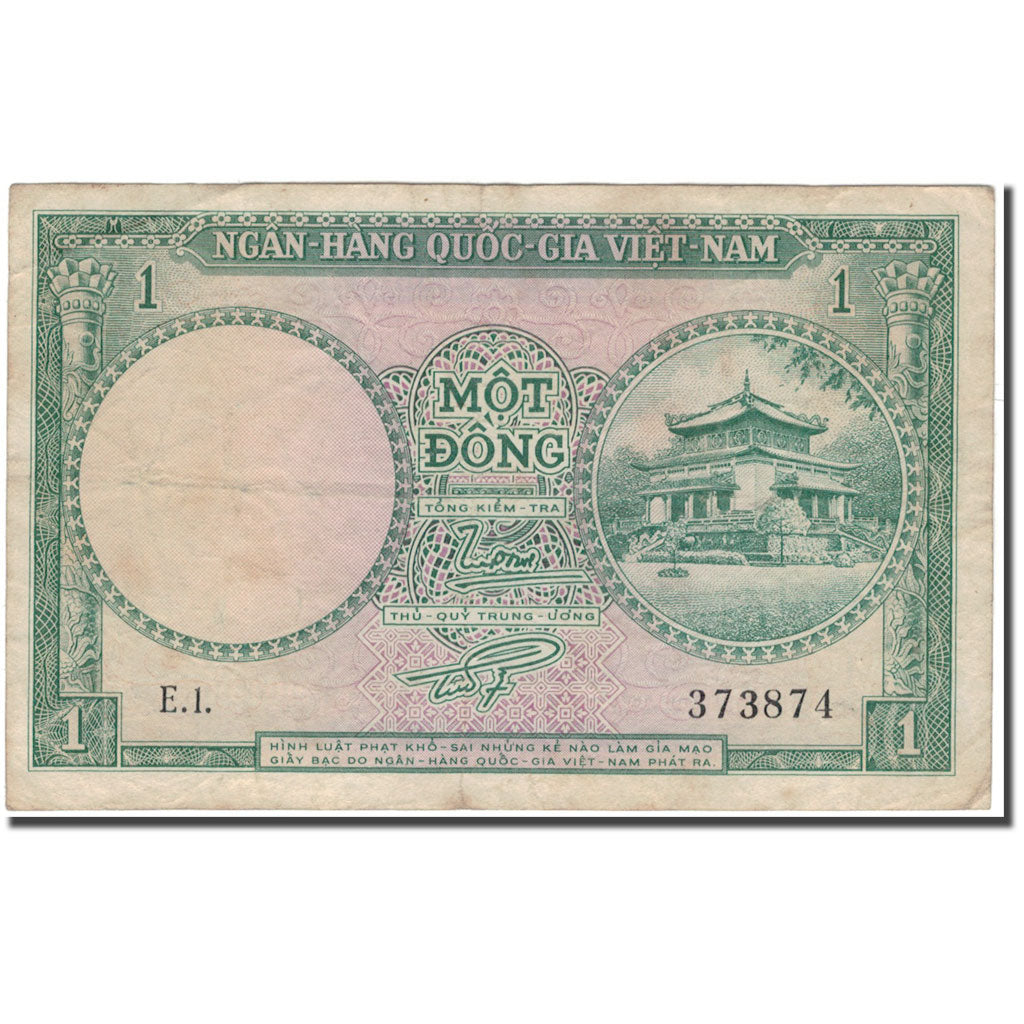 NGÂN-HÀNG QUỐC-GIA VIỆT-NAM
1 1
MỘT
ĐỒNG
TỔNG KIỂM-TRA
THỦ-QUỸ TRUNG-ƯƠNG
E.1. 373874
1 1
HÌNH LUẬT PHẠT KHỔ-SAI NHỮNG KẺ NÀO LÀM GIẢ MẠO
GIẤY BẠC DO NGÂN-HÀNG QUỐC-GIA VIỆT-NAM PHÁT RA.